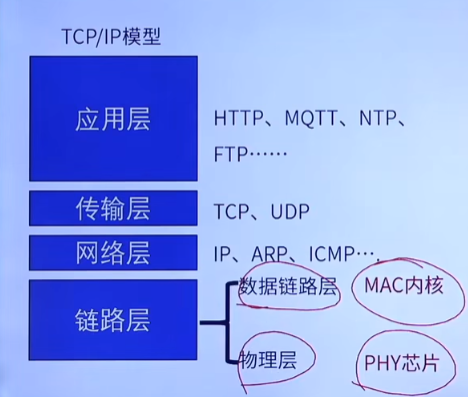 TCP/IP模型
应用层
HTTP、MQTT、NTP、
FTP……
传输层
TCP、UDP
网络层
IP、ARP、ICMP…
数据链路层 MAC内核
链路层
物理层 PHY芯片